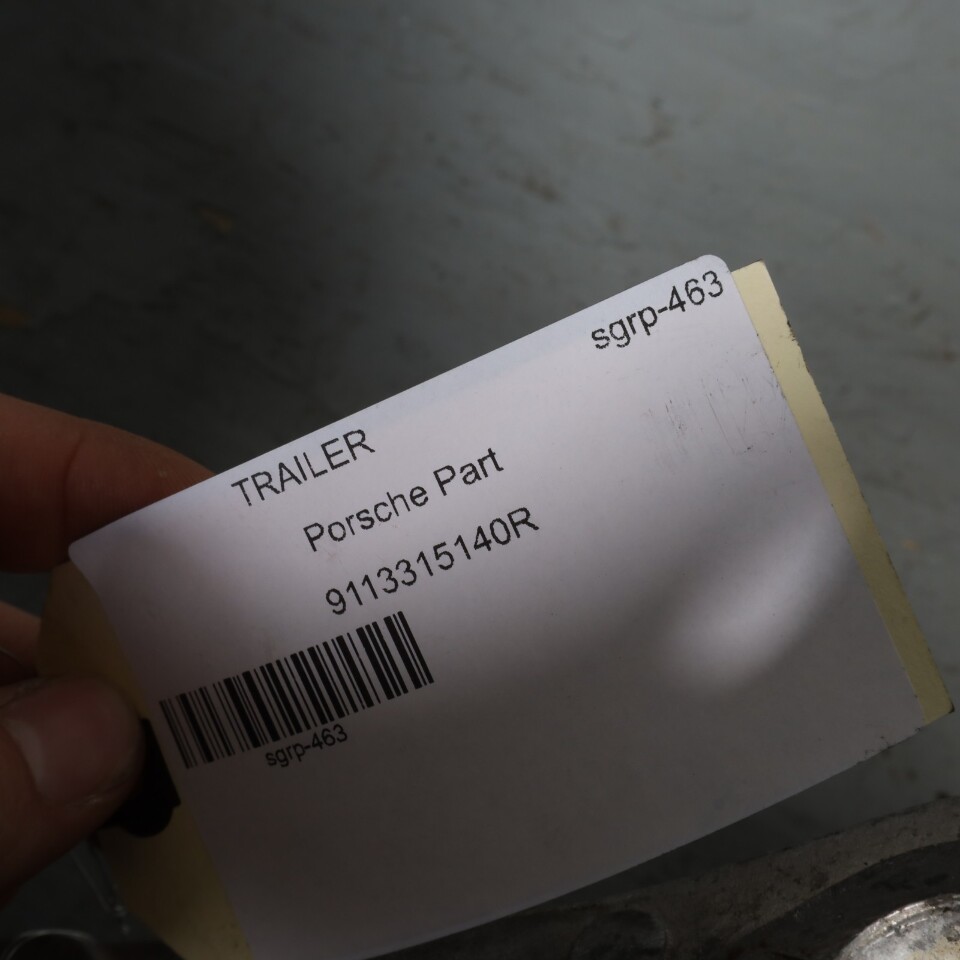 sgrp-463
TRAILER
Porsche Part
9113315140R
sgrp-463